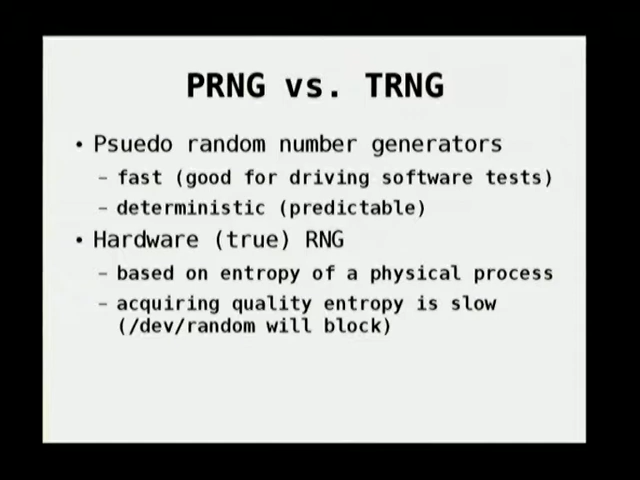 PRNG vs. TRNG
• Psuedo random number generators
– fast (good for driving software tests)
– deterministic (predictable)
• Hardware (true) RNG
– based on entropy of a physical process
– acquiring quality entropy is slow
(/dev/random will block)